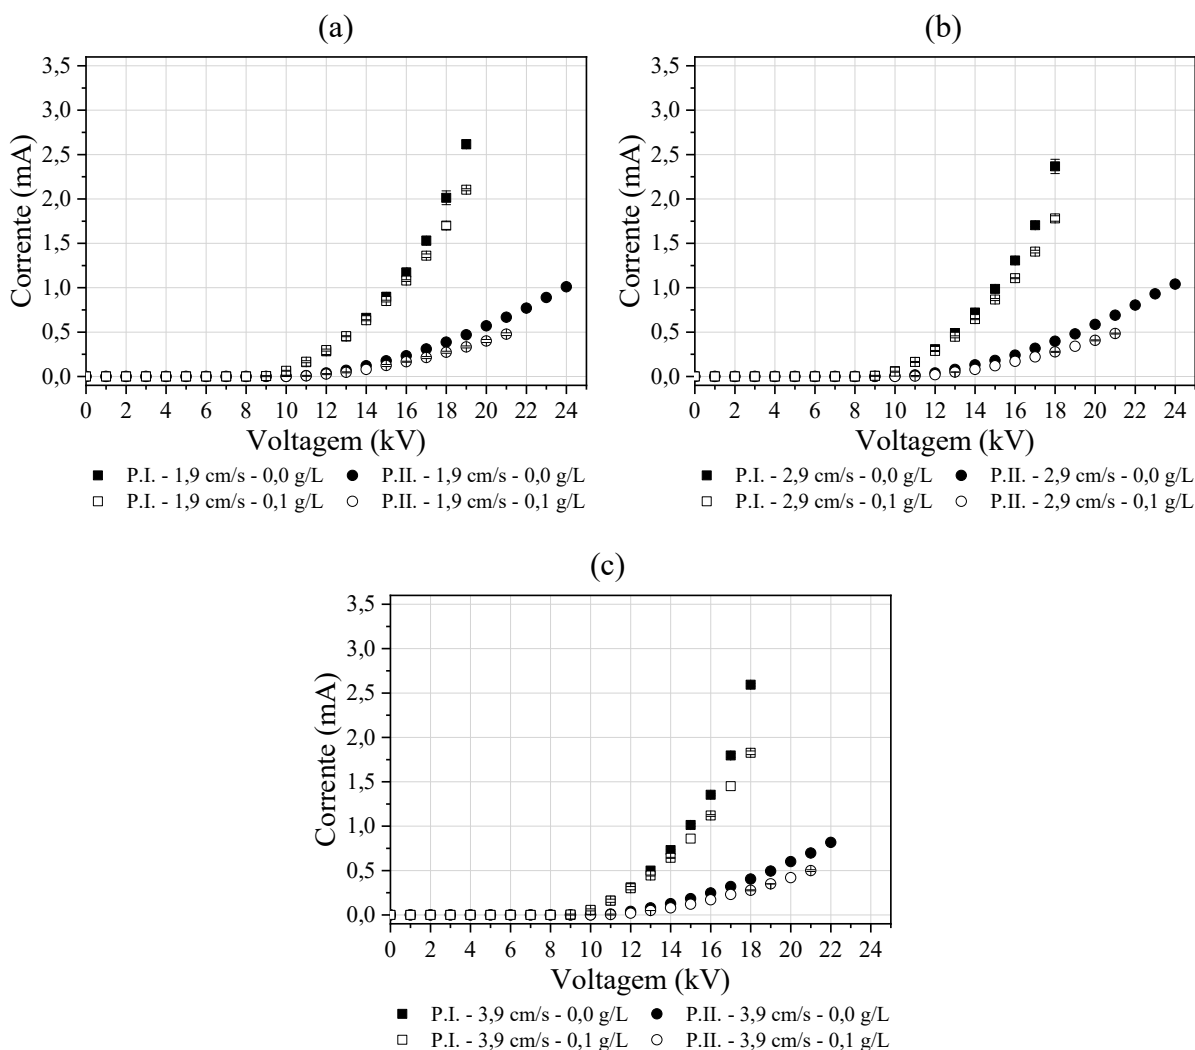 (a)
3,5
3,0
2,5
2,0
1,5
1,0
0,5
0,0
Corrente (mA)
0 2 4 6 8 10 12 14 16 18 20 22 24
Voltagem (kV)
P.I. - 1,9 cm/s - 0,0 g/L P.II. - 1,9 cm/s - 0,0 g/L
P.I. - 1,9 cm/s - 0,1 g/L P.II. - 1,9 cm/s - 0,1 g/L
(b)
3,5
3,0
2,5
2,0
1,5
1,0
0,5
0,0
Corrente (mA)
0 2 4 6 8 10 12 14 16 18 20 22 24
Voltagem (kV)
P.I. - 2,9 cm/s - 0,0 g/L P.II. - 2,9 cm/s - 0,0 g/L
P.I. - 2,9 cm/s - 0,1 g/L P.II. - 2,9 cm/s - 0,1 g/L
(c)
3,5
3,0
2,5
2,0
1,5
1,0
0,5
0,0
Corrente (mA)
0 2 4 6 8 10 12 14 16 18 20 22 24
Voltagem (kV)
P.I. - 3,9 cm/s - 0,0 g/L P.II. - 3,9 cm/s - 0,0 g/L
P.I. - 3,9 cm/s - 0,1 g/L P.II. - 3,9 cm/s - 0,1 g/L